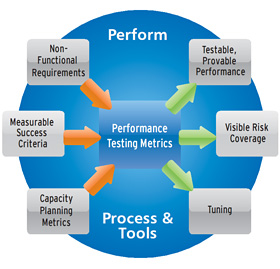 Perform
Non-
Functional
Requirements
Testable,
Provable
Performance
Measurable
Success
Criteria
Performance
Testing Metrics
Visible Risk
Coverage
Capacity
Planning
Metrics
Tuning
Process &
Tools